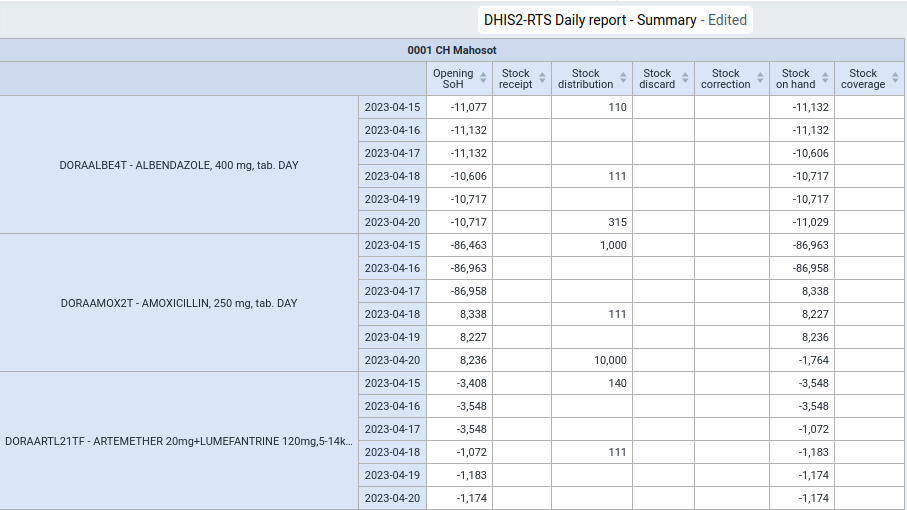 DHIS2-RTS Daily report - Summary - Edited
0001 CH Mahosot
Opening SoH Stock receipt Stock distribution Stock discard Stock correction Stock on hand Stock coverage
DORAALBE4T - ALBENDAZOLE, 400 mg, tab. DAY
2023-04-15 -11,077 110 -11,132
2023-04-16 -11,132 -11,132
2023-04-17 -11,132 -10,606
2023-04-18 -10,606 111 -10,717
2023-04-19 -10,717 -10,717
2023-04-20 -10,717 315 -11,029
DORAAMOX2T - AMOXICILLIN, 250 mg, tab. DAY
2023-04-15 -86,463 1,000 -86,963
2023-04-16 -86,963 -86,958
2023-04-17 -86,958 8,338
2023-04-18 8,338 111 8,227
2023-04-19 8,227 8,236
2023-04-20 8,236 10,000 -1,764
DORAARTL21TF - ARTEMETHER 20mg+LUMEFANTRINE 120mg,5-14k...
2023-04-15 -3,408 140 -3,548
2023-04-16 -3,548 -3,548
2023-04-17 -3,548 -1,072
2023-04-18 -1,072 111 -1,183
2023-04-19 -1,183 -1,174
2023-04-20 -1,174 -1,174